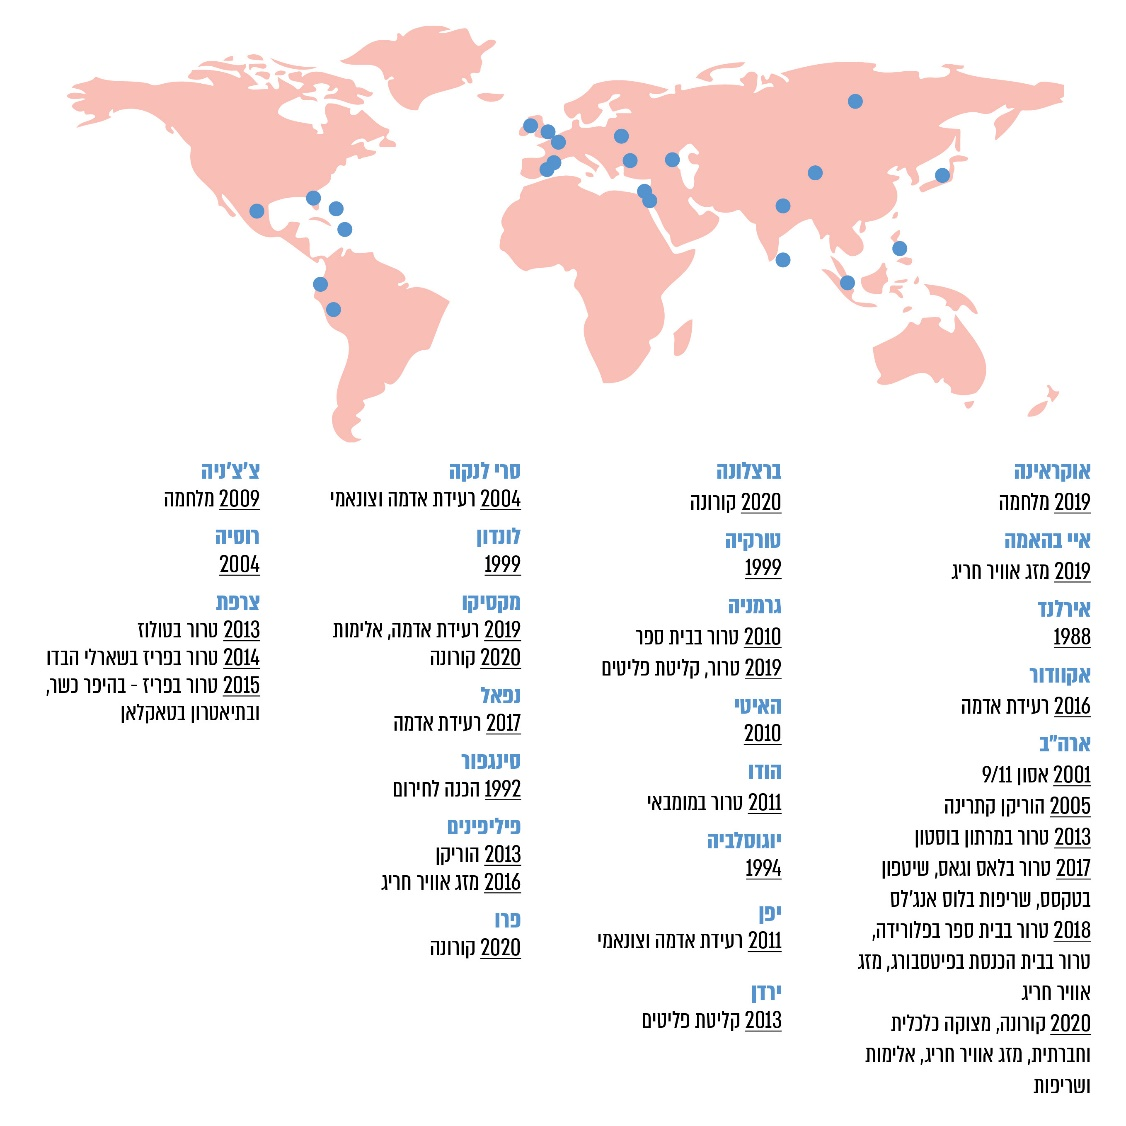 אוקראינה
2019 מלחמה
איי בהאמה
2019 מזג אוויר חריג
אירלנד
1988
אקוודור
2016 רעידת אדמה
ארה"ב
2001 אסון 9/11
2005 הוריקן קתרינה
2013 טרור במרתון בוסטון
2017 טרור בלאס וגאס, שיטפון
בטקסס, שריפות בלוס אנג'לס
2018 טרור בבית ספר בפלורידה,
טרור בבית הכנסת בפיטסבורג, מזג
אוויר חריג
2020 קורונה, מצוקה כלכלית
וחברתית, מזג אוויר חריג, אלימות
ושריפות
ברצלונה
2020 קורונה
טורקיה
1999
גרמניה
2010 טרור בבית ספר
2019 טרור, קליטת פליטים
האיטי
2010
הודו
2011 טרור במומבאי
יוגוסלביה
1994
יפן
2011 רעידת אדמה וצונאמי
ירדן
2013 קליטת פליטים
סרי לנקה
2004 רעידת אדמה וצונאמי
לונדון
1999
מקסיקו
2019 רעידת אדמה, אלימות
2020 קורונה
נפאל
2017 רעידת אדמה
סינגפור
1992 הכנה לחירום
פיליפינים
2013 הוריקן
2016 מזג אוויר חריג
פרו
2020 קורונה
צ'צ'ניה
2009 מלחמה
רוסיה
2004
צרפת
2013 טרור בטולוז
2014 טרור בפריז בשארלי הבדו
2015 טרור בפריז - בהיפר כשר,
ובתיאטרון בטאקלאן